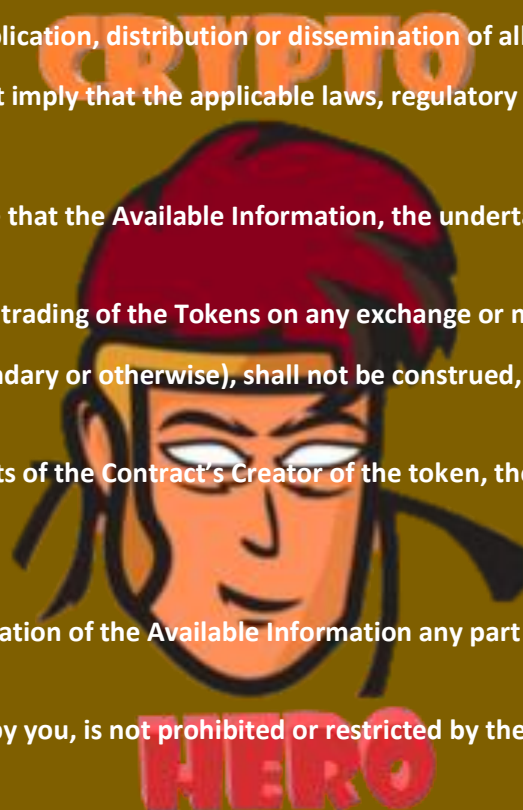 CRYPTO
lication, distribution or dissemination of all
t imply that the applicable laws, regulatory
that the Available Information, the underta
trading of the Tokens on any exchange or m
ndary or otherwise), shall not be construed,
ts of the Contract’s Creator of the token, the
ation of the Available Information any part
by you, is not prohibited or restricted by the
HERO